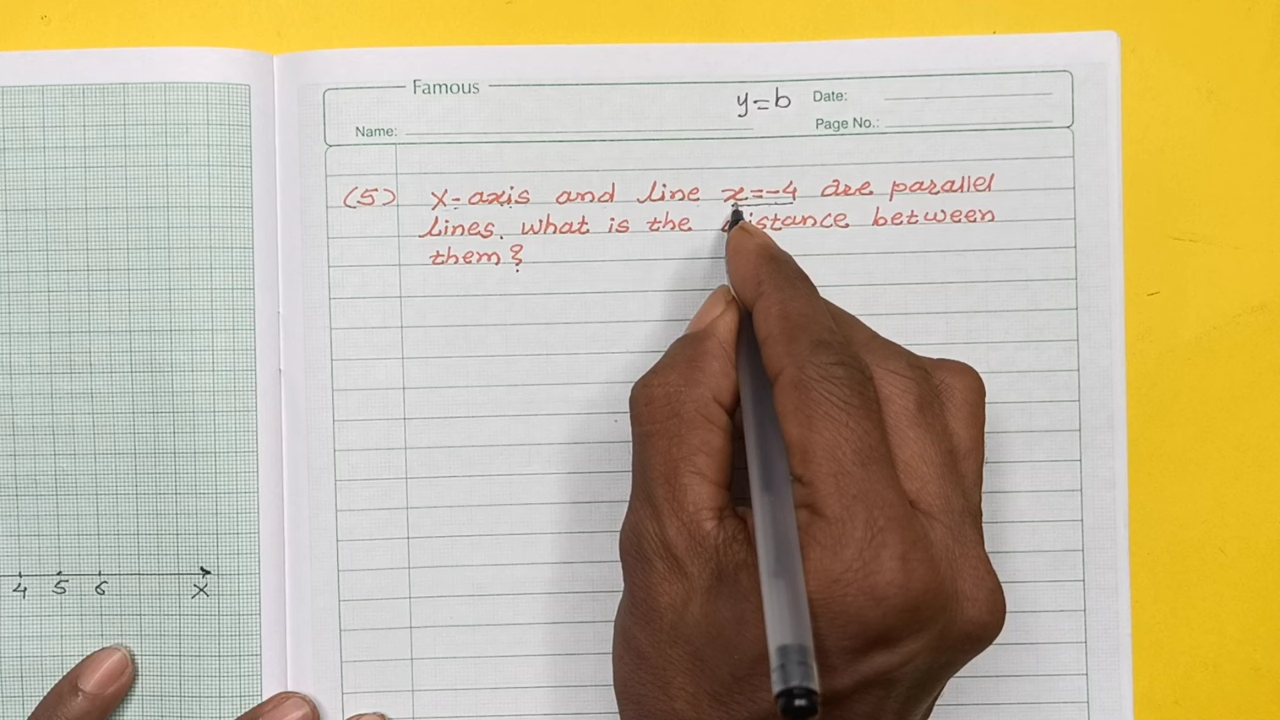 Famous
y=b
Date:
Name:
Page No.:
(5) X-axis and line x=-4 are parallel
lines. what is the distance between
them?
4 5 6 X